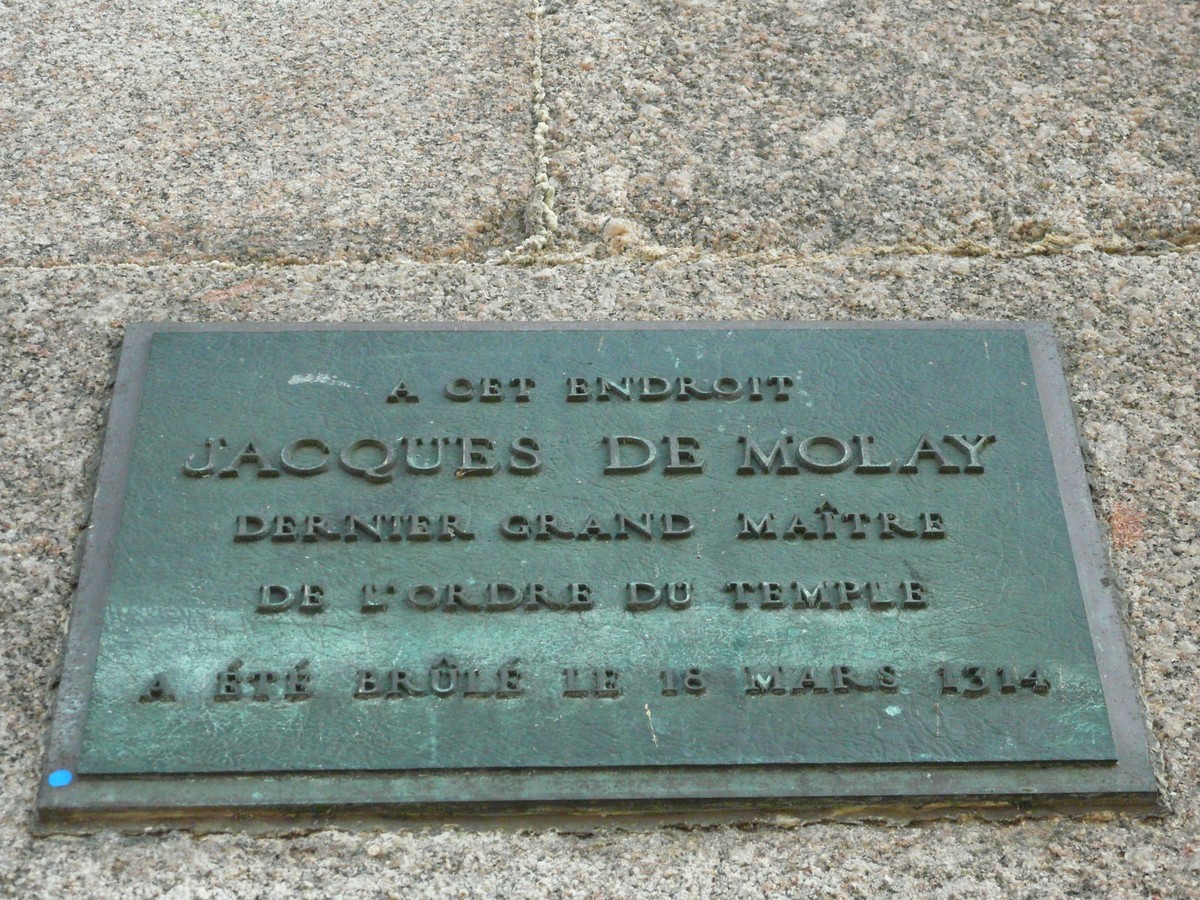 A CET ENDROIT
JACQUES DE MOLAY
DERNIER GRAND MAÎTRE
DE L'ORDRE DU TEMPLE
A ÉTÉ BRÛLÉ LE 18 MARS 1314